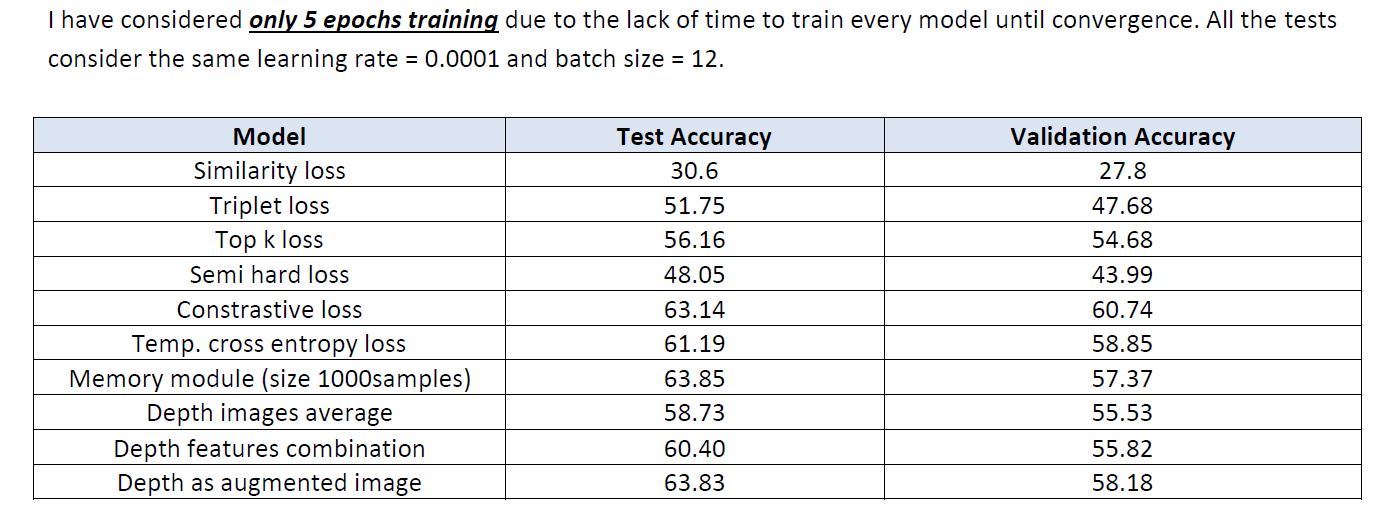 I have considered only 5 epochs training due to the lack of time to train every model until convergence. All the tests
consider the same learning rate = 0.0001 and batch size = 12.
Model Test Accuracy Validation Accuracy
Similarity loss 30.6 27.8
Triplet loss 51.75 47.68
Top k loss 56.16 54.68
Semi hard loss 48.05 43.99
Constrastive loss 63.14 60.74
Temp. cross entropy loss 61.19 58.85
Memory module (size 1000samples) 63.85 57.37
Depth images average 58.73 55.53
Depth features combination 60.40 55.82
Depth as augmented image 63.83 58.18